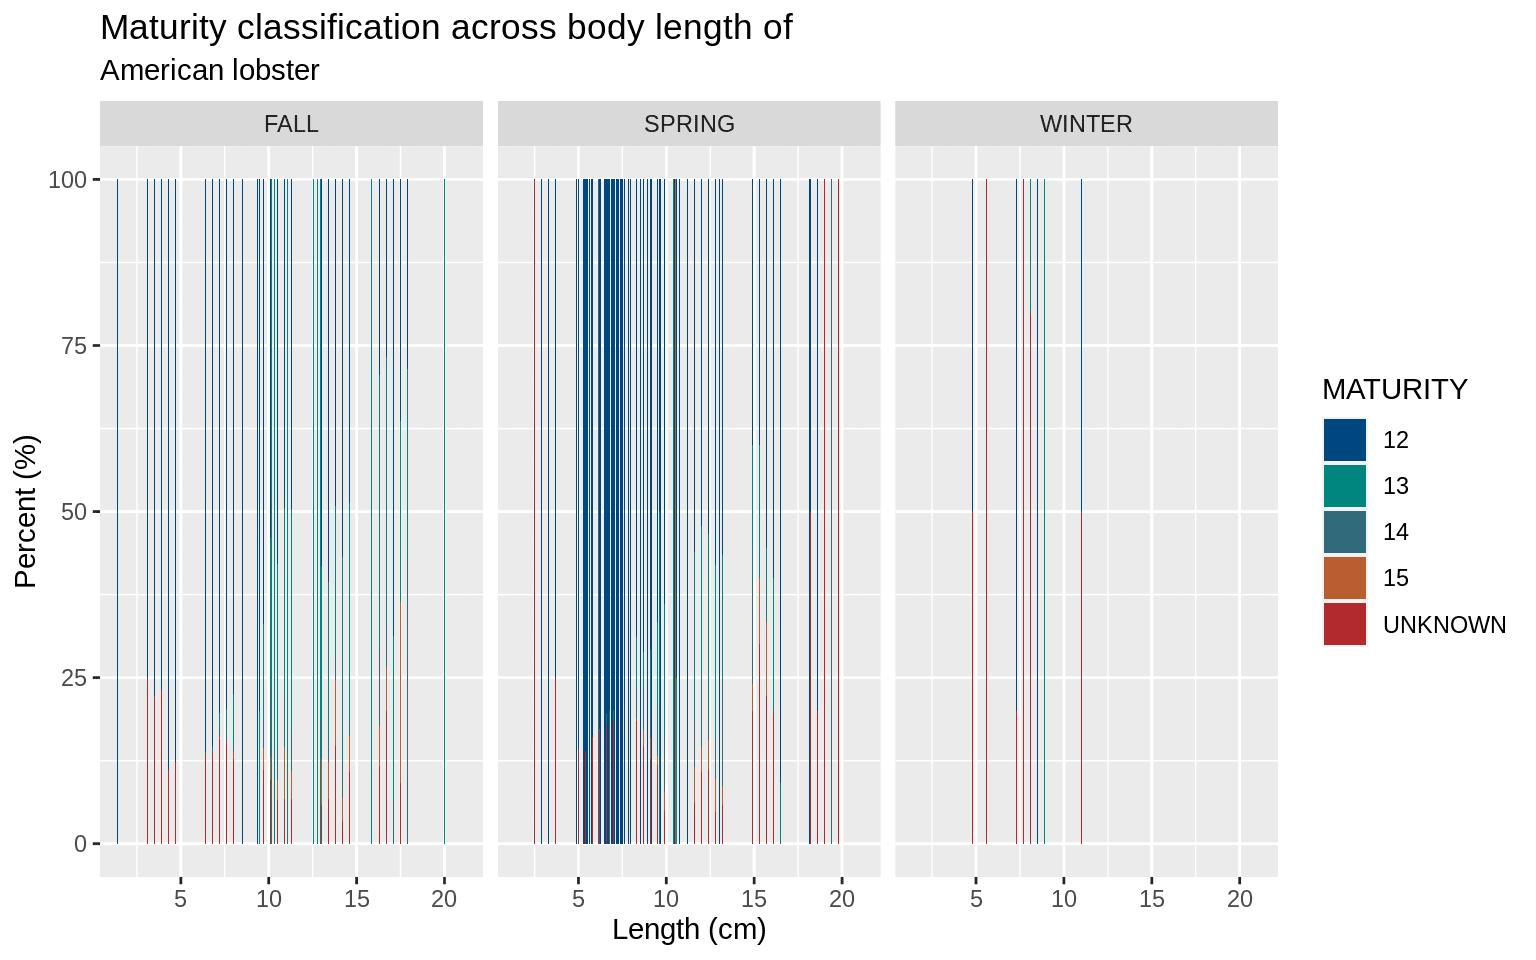 Maturity classification across body length of
American lobster
FALL
SPRING
WINTER
100
75
50
25
0
Percent (%)
5 10 15 20
5 10 15 20
5 10 15 20
Length (cm)
MATURITY
12
13
14
15
UNKNOWN